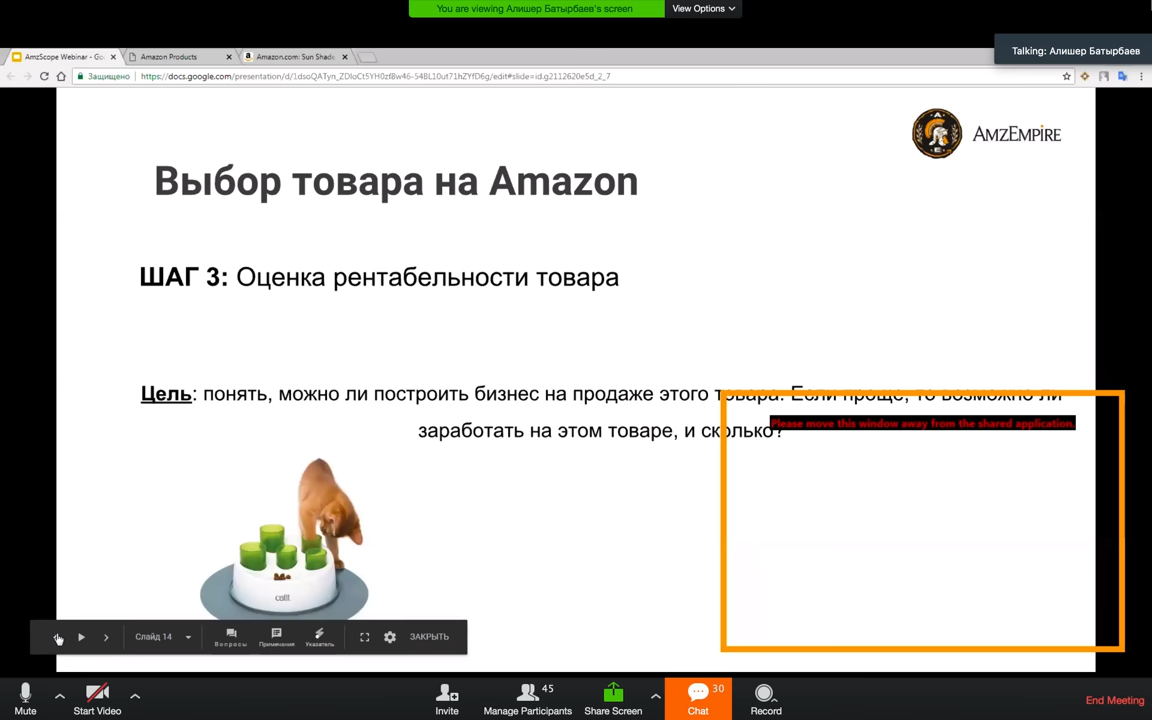 You are viewing Алишер Батырбаев's screen
View Options
Talking: Алишер Батырбаев
AmzScope Webinar - Go
Amazon Products
Amazon.com: Sun Shade
Защищено
https://docs.google.com/presentation/d/1dsoQATyn_ZDIoCt5YH0zf8w46-54BL10ut71hZYfD6g/edit#slide=id.g2112620e5d_2_7
AMZEMPIRE
Выбор товара на Amazon
ШАГ 3: Оценка рентабельности товара
Цель: понять, можно ли построить бизнес на продаже этого товара. Если проще, то возможно ли
заработать на этом товаре, и сколько?
Please move this window away from the shared application.
catit
Слайд 14
Вопросы
Примечания
Указатель
ЗАКРЫТЬ
45
30
Mute
Start Video
Invite
Manage Participants
Share Screen
Chat
Record
End Meeting